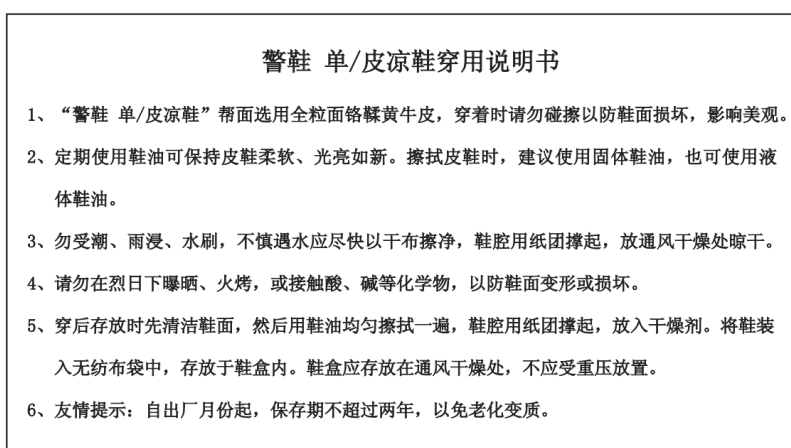 警鞋 单/皮凉鞋穿用说明书
1、“警鞋 单/皮凉鞋”帮面选用全粒面铬鞣黄牛皮，穿着时请勿碰擦以防鞋面损坏，影响美观。
2、定期使用鞋油可保持皮鞋柔软、光亮如新。擦拭皮鞋时，建议使用固体鞋油，也可使用液
体鞋油。
3、勿受潮、雨浸、水刷，不慎遇水应尽快以干布擦净，鞋腔用纸团撑起，放通风干燥处晾干。
4、请勿在烈日下曝晒、火烤，或接触酸、碱等化学物，以防鞋面变形或损坏。
5、穿后存放时先清洁鞋面，然后用鞋油均匀擦拭一遍，鞋腔用纸团撑起，放入干燥剂。将鞋装
入无纺布袋中，存放于鞋盒内。鞋盒应存放在通风干燥处，不应受重压放置。
6、友情提示：自出厂月份起，保存期不超过两年，以免老化变质。